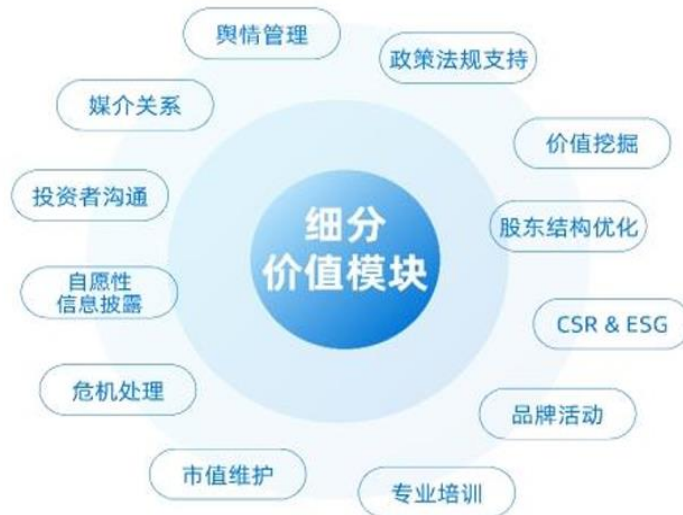 舆情管理
政策法规支持
媒介关系
价值挖掘
投资者沟通
股东结构优化
细分
价值模块
自愿性
信息披露
CSR & ESG
危机处理
品牌活动
市值维护
专业培训